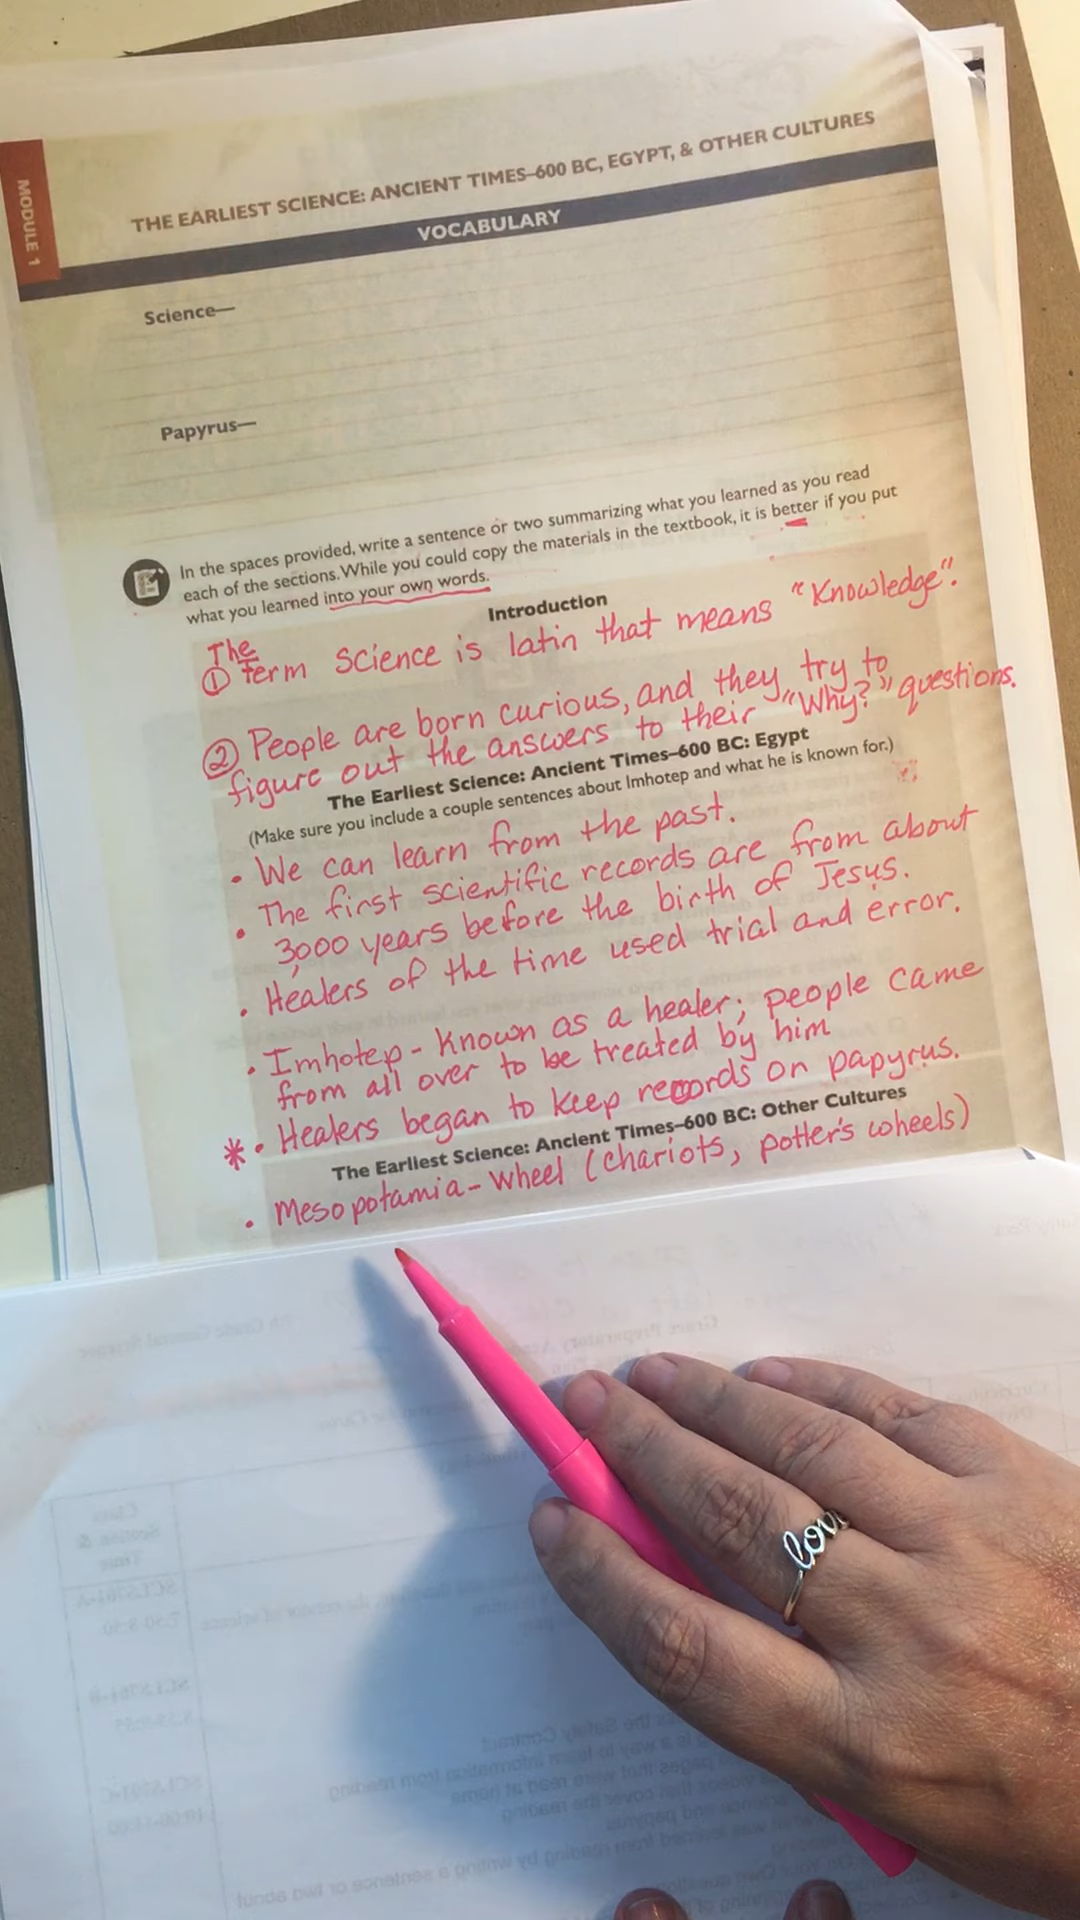 MODULE 1
THE EARLIEST SCIENCE: ANCIENT TIMES–600 BC, EGYPT, & OTHER CULTURES
VOCABULARY
Science—
Papyrus—
In the spaces provided, write a sentence or two summarizing what you learned as you read
each of the sections. While you could copy the materials in the textbook, it is better if you put
what you learned into your own words.
Introduction
The
① term science is latin that means "Knowledge".
② People are born curious, and they try to
figure out the answers to their "Why?" questions.
The Earliest Science: Ancient Times–600 BC: Egypt
(Make sure you include a couple sentences about Imhotep and what he is known for.)
• We can learn from the past.
• The first scientific records are from about
3,000 years before the birth of Jesus.
• Healers of the time used trial and error.
• Imhotep - Known as a healer; people came
from all over to be treated by him
* • Healers began to keep records on papyrus.
The Earliest Science: Ancient Times–600 BC: Other Cultures
• Mesopotamia - Wheel (chariots, potter's wheels)
love